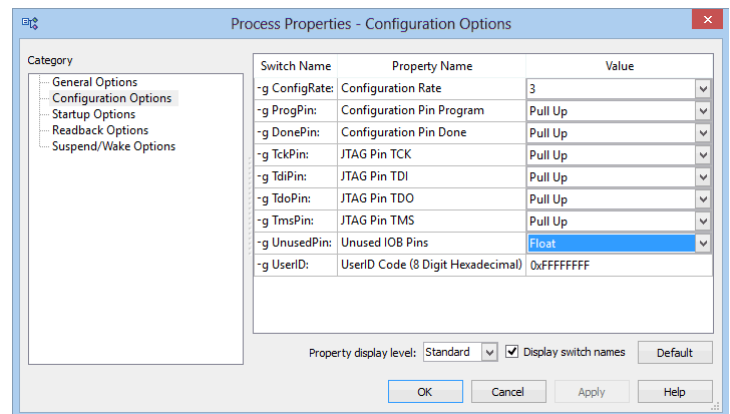 Process Properties - Configuration Options
Category
General Options
Configuration Options
Startup Options
Readback Options
Suspend/Wake Options
Switch Name Property Name Value
-g ConfigRate: Configuration Rate 3
-g ProgPin: Configuration Pin Program Pull Up
-g DonePin: Configuration Pin Done Pull Up
-g TckPin: JTAG Pin TCK Pull Up
-g TdiPin: JTAG Pin TDI Pull Up
-g TdoPin: JTAG Pin TDO Pull Up
-g TmsPin: JTAG Pin TMS Pull Up
-g UnusedPin: Unused IOB Pins Float
-g UserID: UserID Code (8 Digit Hexadecimal) 0xFFFFFFFF
Property display level: Standard Display switch names Default
OK Cancel Apply Help